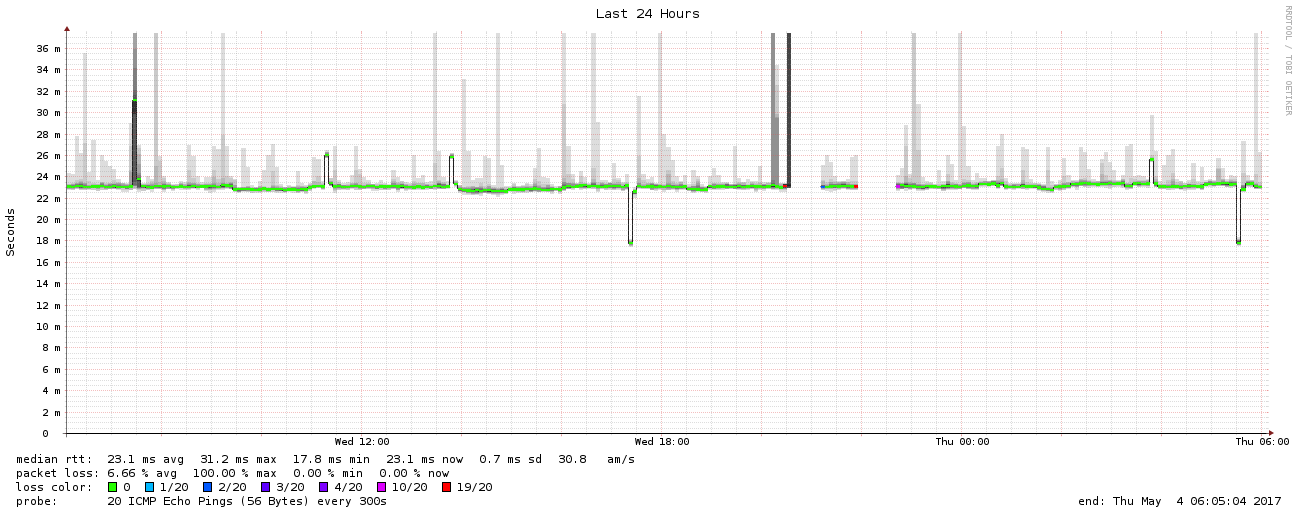 Last 24 Hours
RRDTOOL / TOBI OETIKER
Seconds
36 m
34 m
32 m
30 m
28 m
26 m
24 m
22 m
20 m
18 m
16 m
14 m
12 m
10 m
8 m
6 m
4 m
2 m
0
Wed 12:00 Wed 18:00 Thu 00:00 Thu 06:00
median rtt: 23.1 ms avg 31.2 ms max 17.8 ms min 23.1 ms now 0.7 ms sd 30.8 am/s
packet loss: 6.66 % avg 100.00 % max 0.00 % min 0.00 % now
loss color: 0 1/20 2/20 3/20 4/20 10/20 19/20
probe: 20 ICMP Echo Pings (56 Bytes) every 300s end: Thu May 4 06:05:04 2017